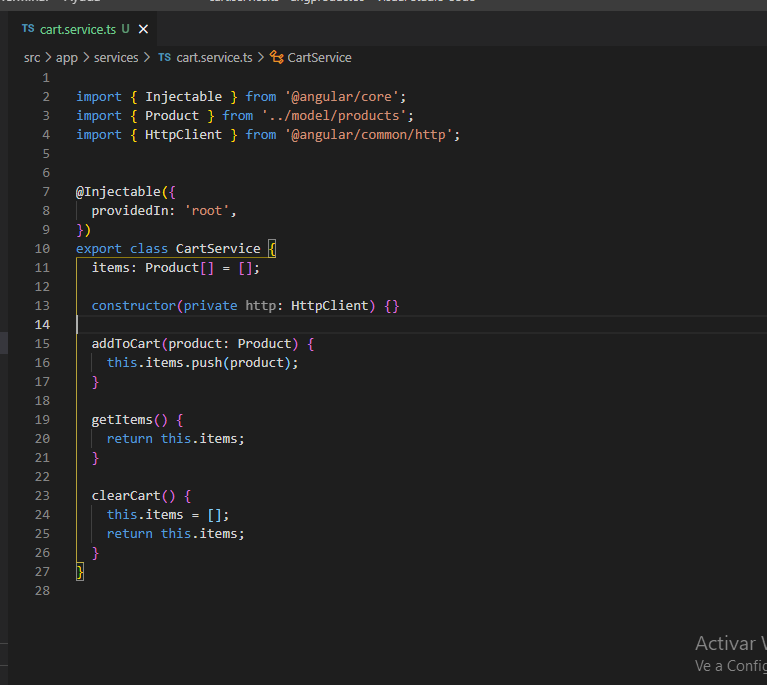 cart.service.ts U
src > app > services > TS cart.service.ts > CartService
1
2 import { Injectable } from '@angular/core';
3 import { Product } from '../model/products';
4 import { HttpClient } from '@angular/common/http';
5
6
7 @Injectable({
8 providedIn: 'root',
9 })
10 export class CartService {
11 items: Product[] = [];
12
13 constructor(private http: HttpClient) {}
14
15 addToCart(product: Product) {
16 this.items.push(product);
17 }
18
19 getItems() {
20 return this.items;
21 }
22
23 clearCart() {
24 this.items = [];
25 return this.items;
26 }
27 }
28
Activar
Ve a Config